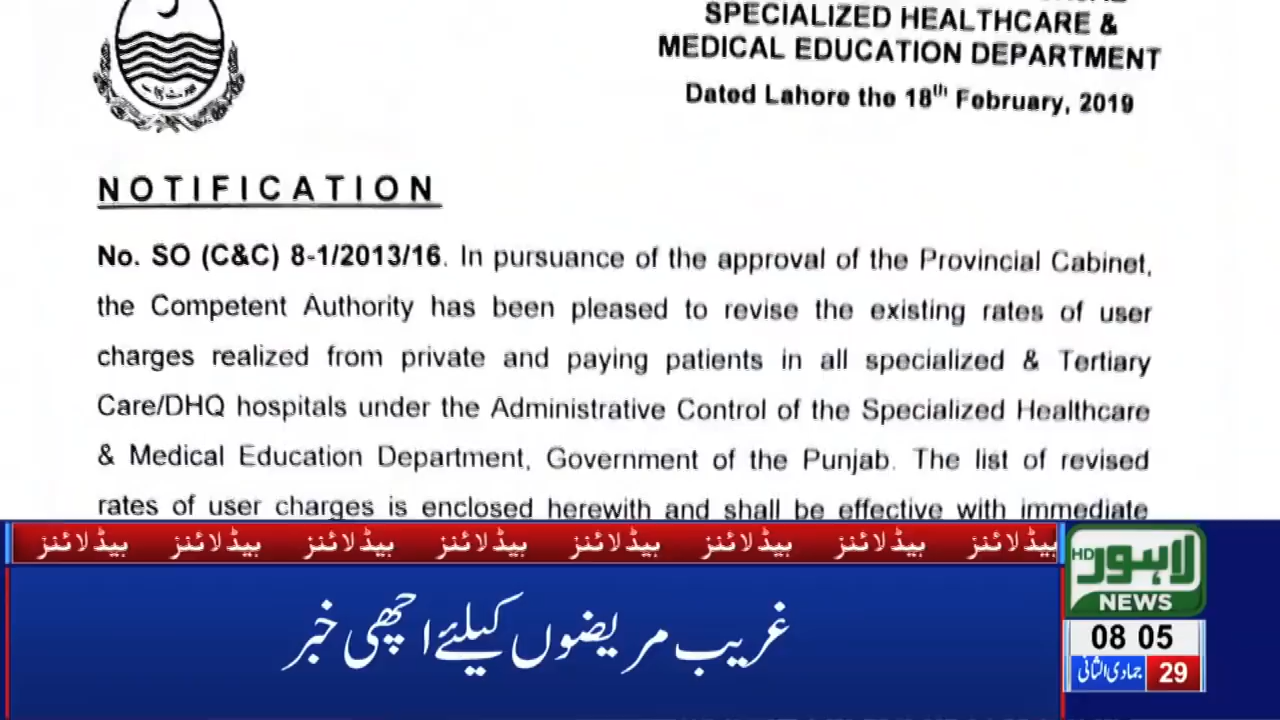 SPECIALIZED HEALTHCARE &
MEDICAL EDUCATION DEPARTMENT
Dated Lahore the 18th February, 2019
NOTIFICATION
No. SO (C&C) 8-1/2013/16. In pursuance of the approval of the Provincial Cabinet,
the Competent Authority has been pleased to revise the existing rates of user
charges realized from private and paying patients in all specialized & Tertiary
Care/DHQ hospitals under the Administrative Control of the Specialized Healthcare
& Medical Education Department, Government of the Punjab. The list of revised
rates of user charges is enclosed herewith and shall be effective with immediate
ہیڈلائنز ہیڈلائنز ہیڈلائنز ہیڈلائنز ہیڈلائنز ہیڈلائنز ہیڈلائنز ہیڈلائنز
غریب مریضوں کیلئے اچھی خبر
لاہور HD
NEWS
08 05
29 جمادی الثانی